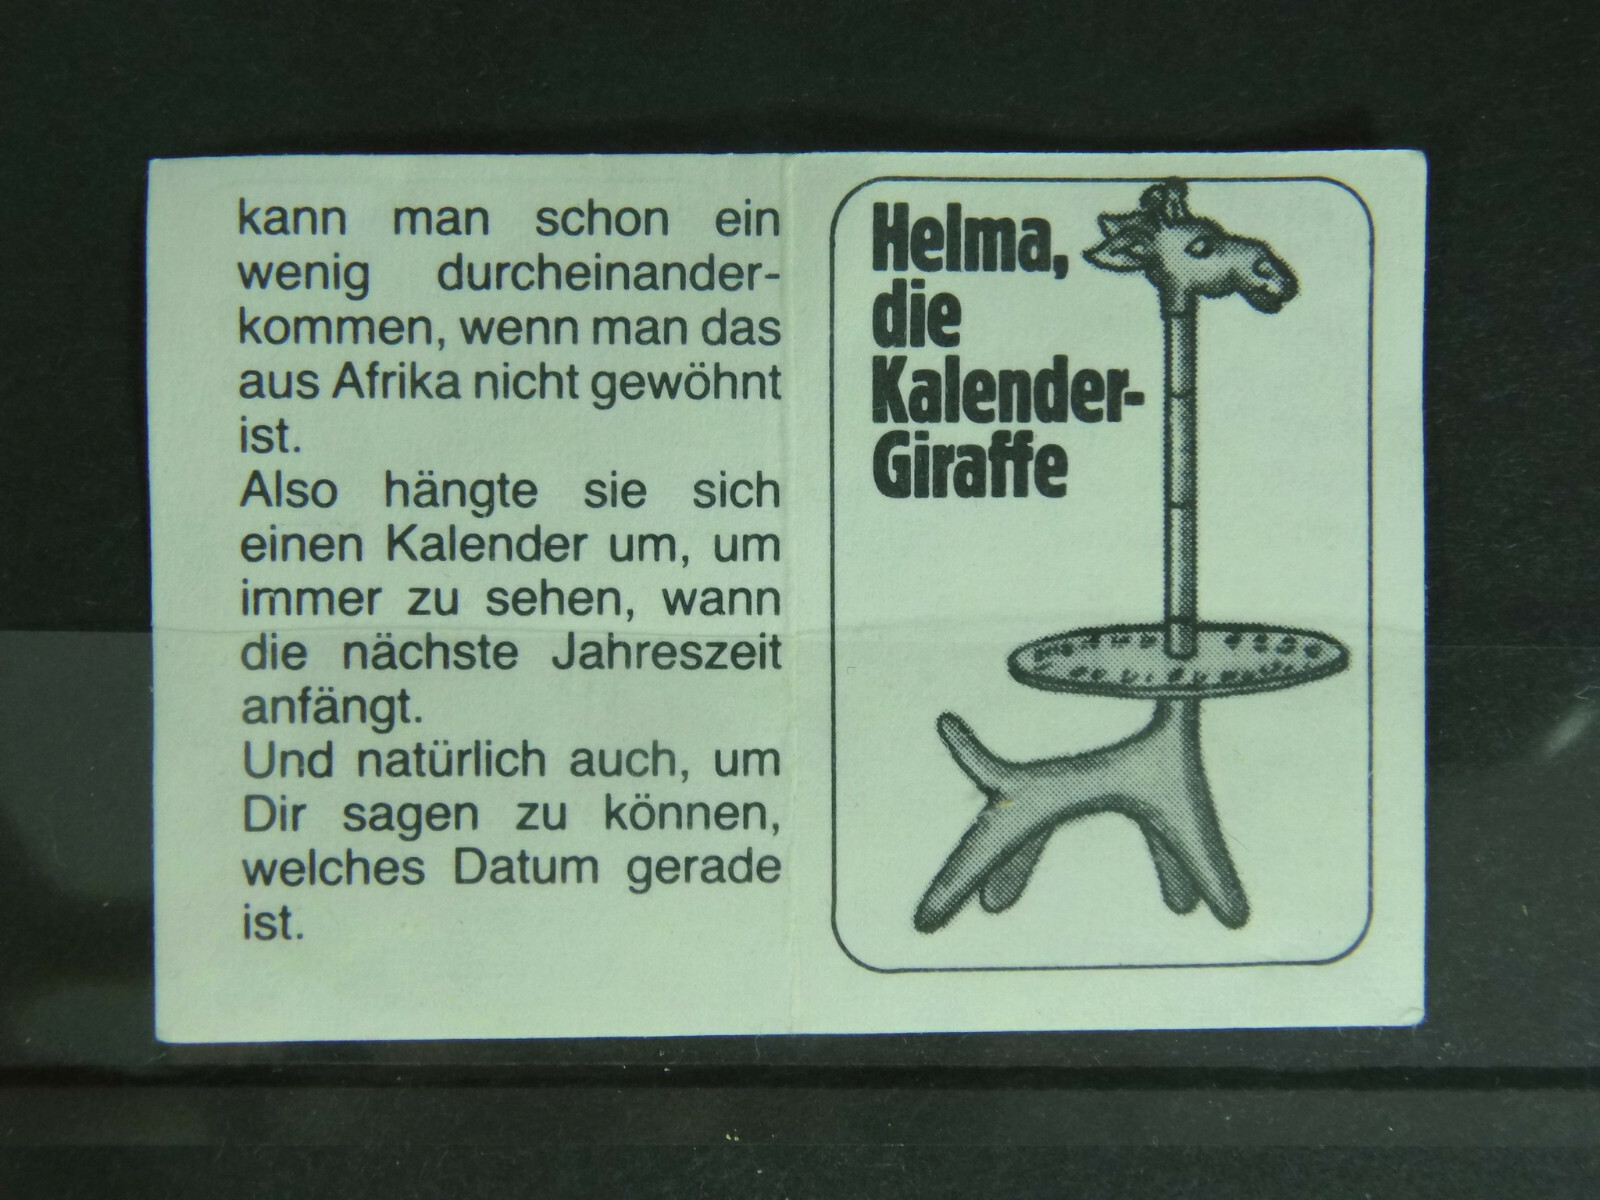 kann man schon ein
wenig durcheinander-
kommen, wenn man das
aus Afrika nicht gewöhnt
ist.
Also hängte sie sich
einen Kalender um, um
immer zu sehen, wann
die nächste Jahreszeit
anfängt.
Und natürlich auch, um
Dir sagen zu können,
welches Datum gerade
ist.
Helma,
die
Kalender-
Giraffe